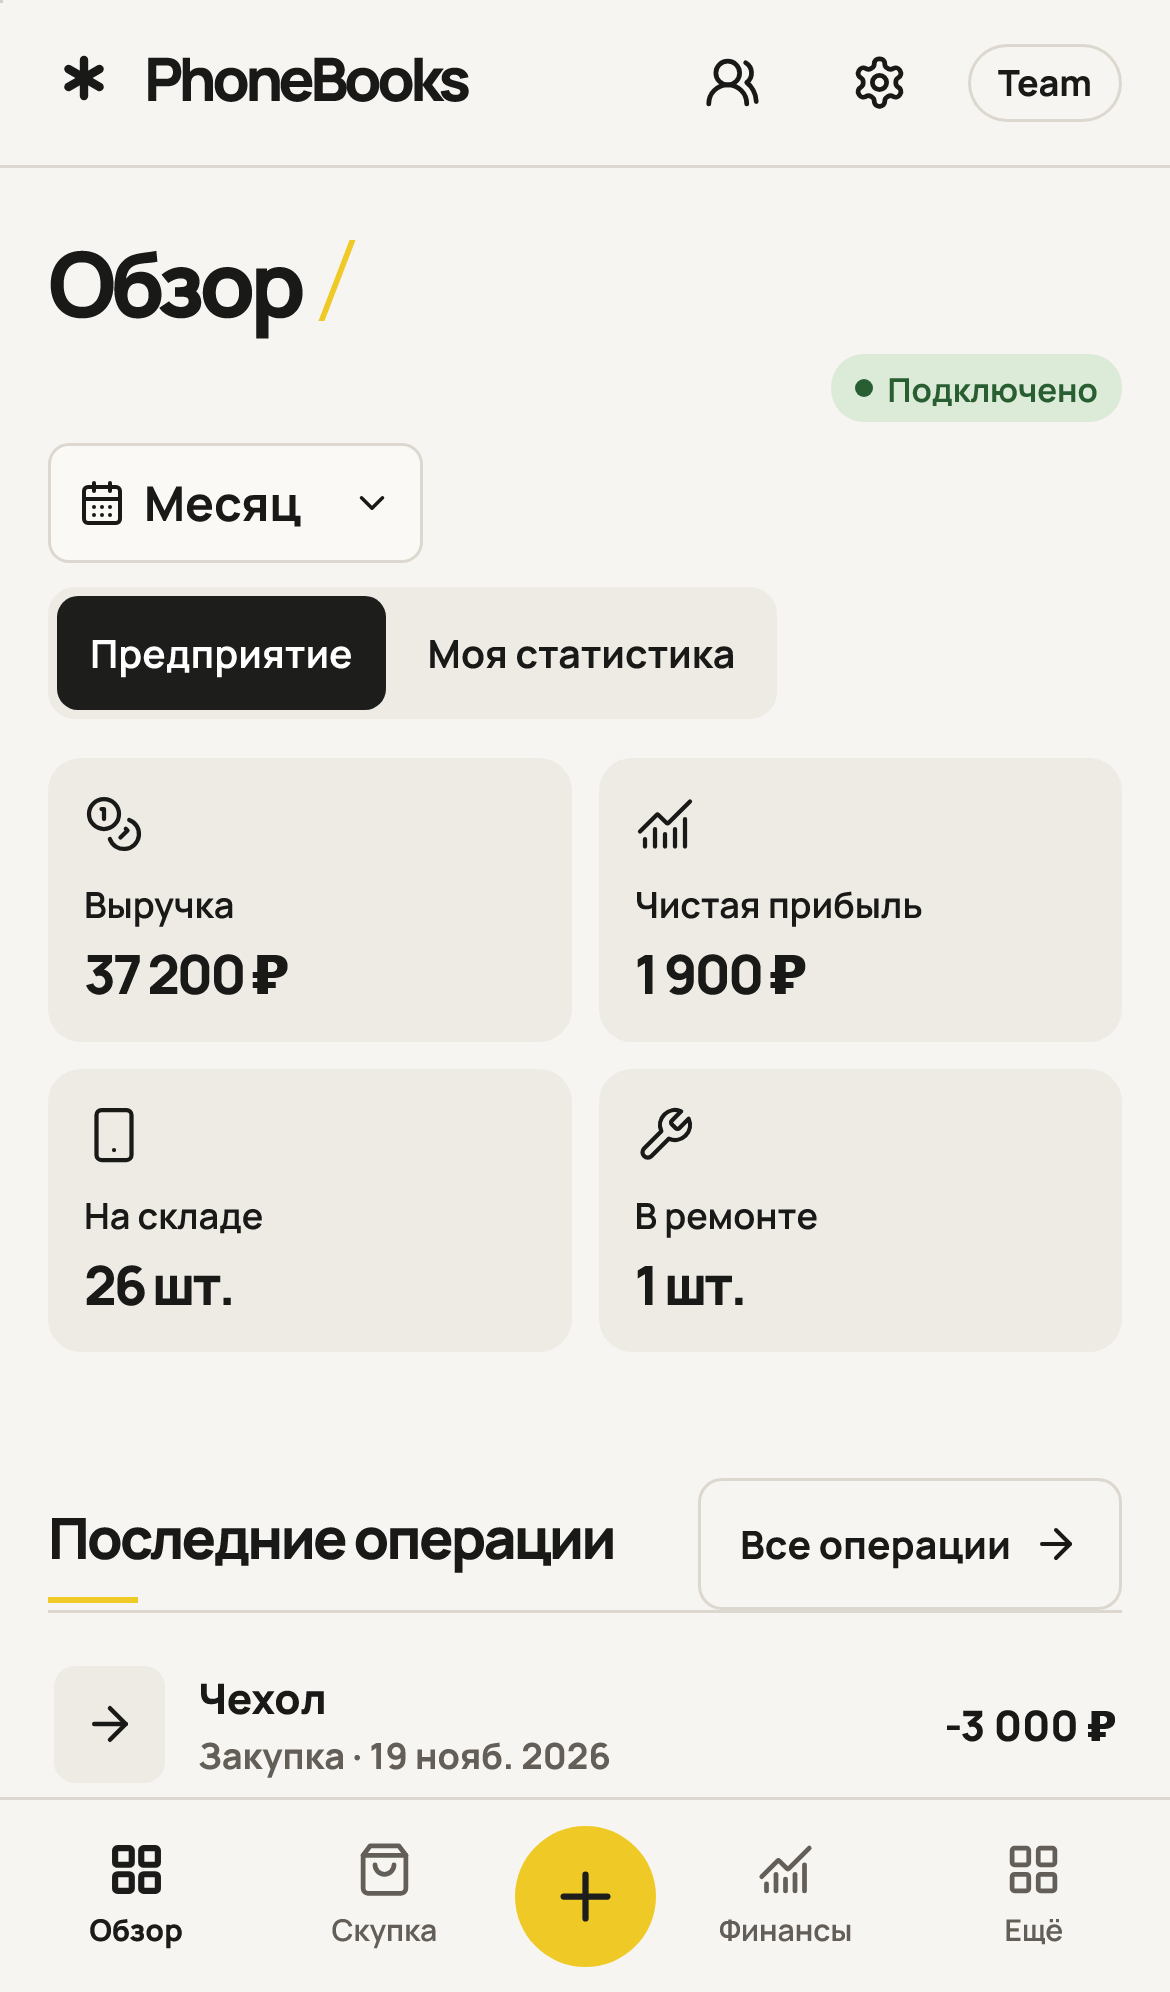 PhoneBooks
Team
Обзор /
Подключено
Месяц
Предприятие
Моя статистика
Выручка
37 200 ₽
Чистая прибыль
1 900 ₽
На складе
26 шт.
В ремонте
1 шт.
Последние операции
Все операции
Чехол
Закупка · 19 нояб. 2026
-3 000 ₽
Обзор
Скупка
Финансы
Ещё